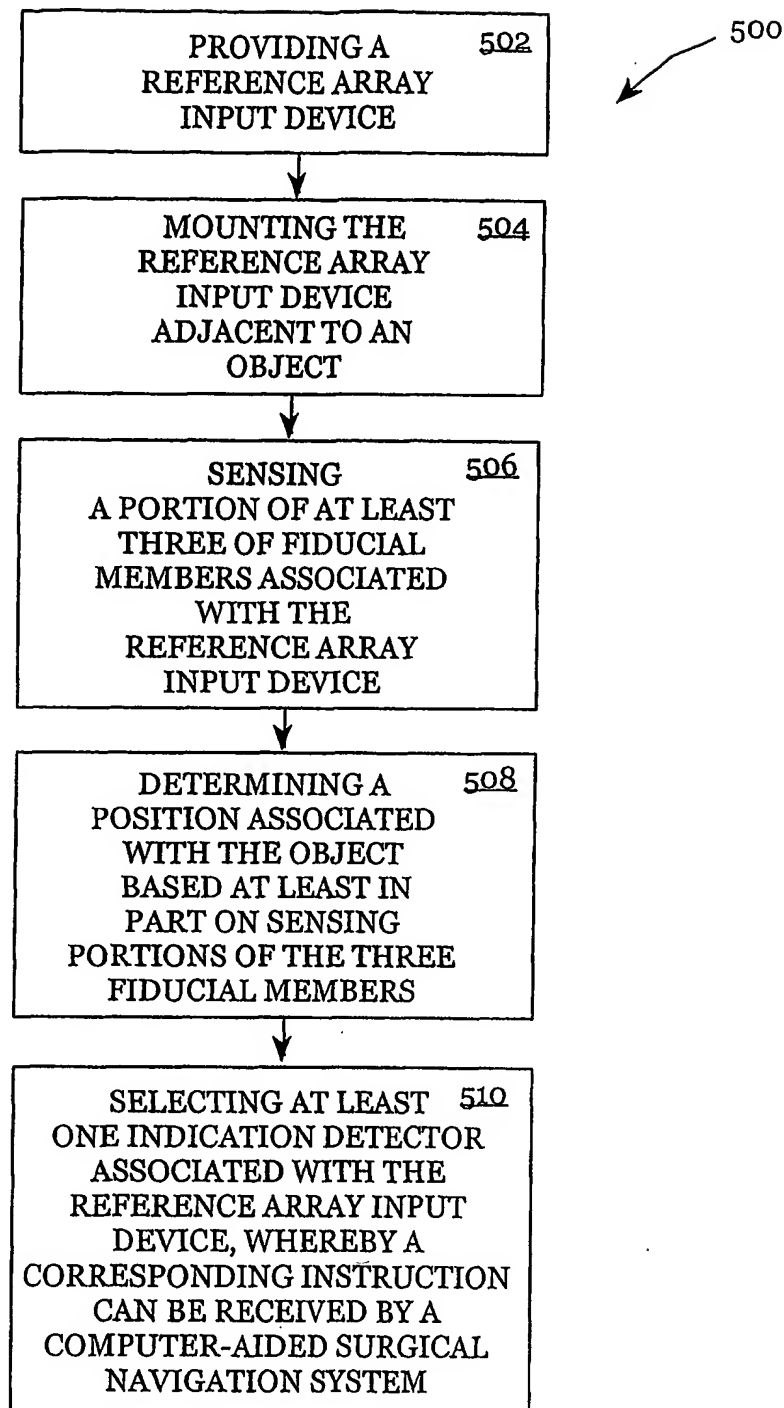 500
PROVIDING A 502
REFERENCE ARRAY
INPUT DEVICE
MOUNTING THE 504
REFERENCE ARRAY
INPUT DEVICE
ADJACENT TO AN
OBJECT
SENSING 506
A PORTION OF AT LEAST
THREE OF FIDUCIAL
MEMBERS ASSOCIATED
WITH THE
REFERENCE ARRAY
INPUT DEVICE
DETERMINING A 508
POSITION ASSOCIATED
WITH THE OBJECT
BASED AT LEAST IN
PART ON SENSING
PORTIONS OF THE THREE
FIDUCIAL MEMBERS
SELECTING AT LEAST 510
ONE INDICATION DETECTOR
ASSOCIATED WITH THE
REFERENCE ARRAY INPUT
DEVICE, WHEREBY A
CORRESPONDING INSTRUCTION
CAN BE RECEIVED BY A
COMPUTER-AIDED SURGICAL
NAVIGATION SYSTEM